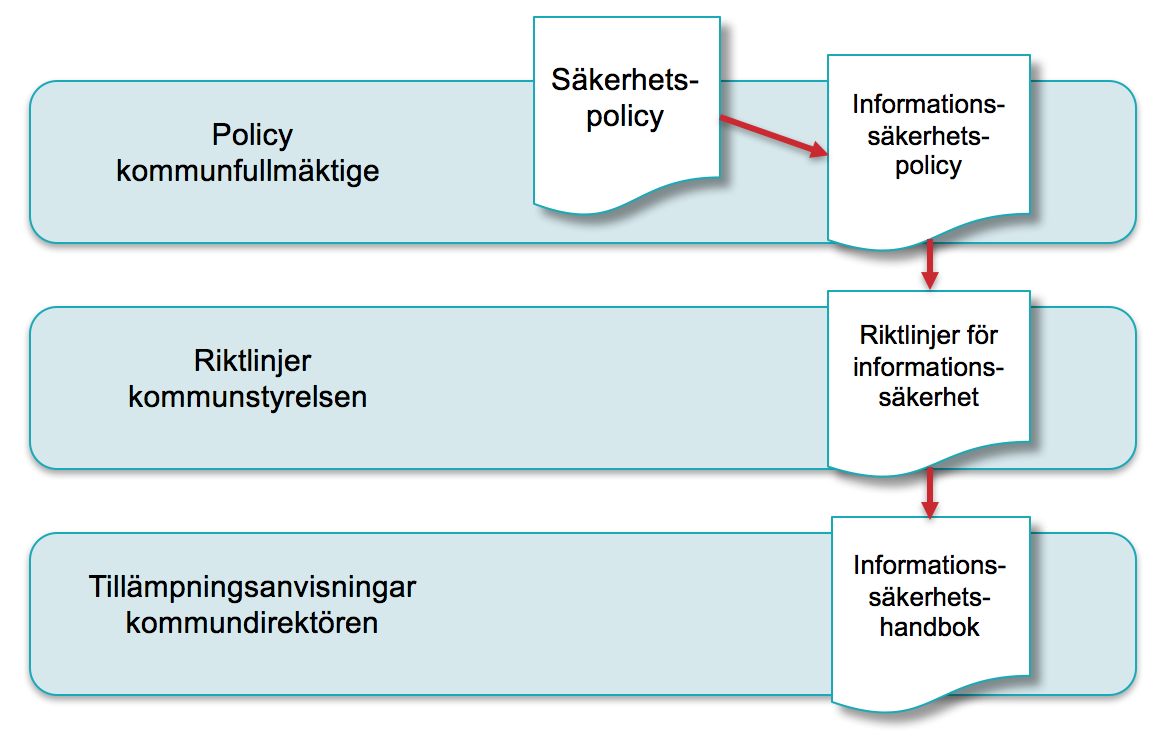 Policy
kommunfullmäktige
Säkerhets-
policy
Informations-
säkerhets-
policy
Riktlinjer
kommunstyrelsen
Riktlinjer för
informations-
säkerhet
Tillämpningsanvisningar
kommundirektören
Informations-
säkerhets-
handbok